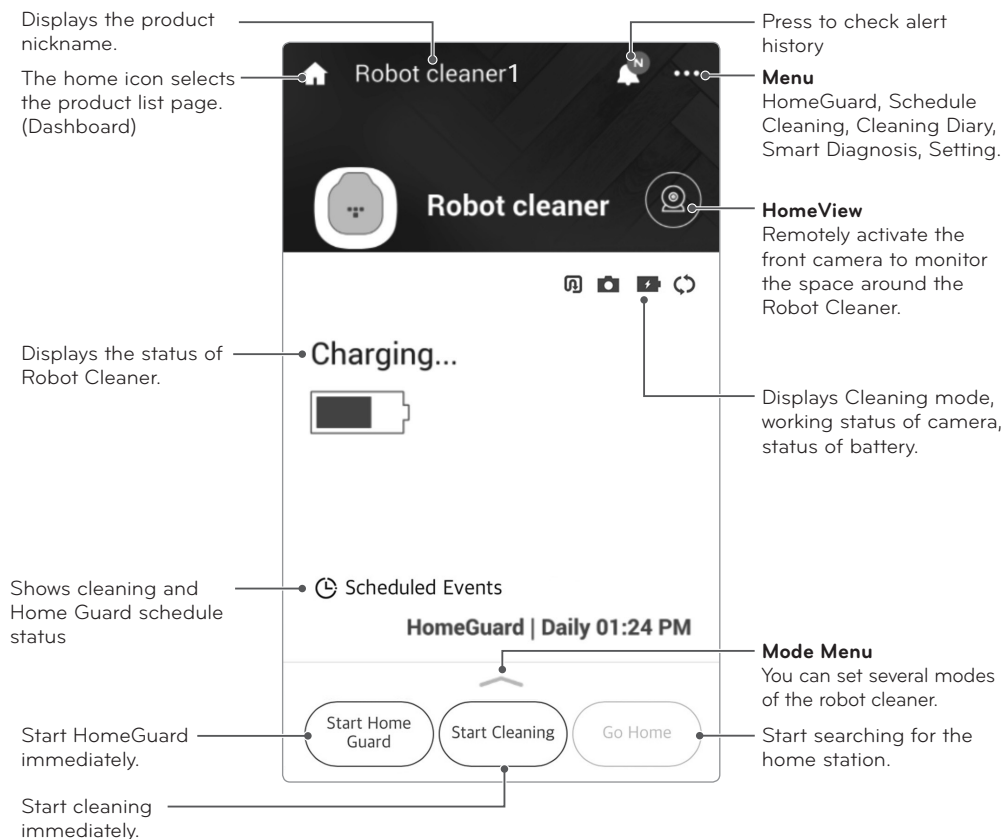 Displays the product
nickname.
The home icon selects
the product list page.
(Dashboard)
Displays the status of
Robot Cleaner.
Shows cleaning and
Home Guard schedule
status
Start HomeGuard
immediately.
Start cleaning
immediately.
Robot cleaner1
N
Robot cleaner
Charging...
Scheduled Events
HomeGuard | Daily 01:24 PM
Start Home
Guard
Start Cleaning
Go Home
Press to check alert
history
Menu
HomeGuard, Schedule
Cleaning, Cleaning Diary,
Smart Diagnosis, Setting.
HomeView
Remotely activate the
front camera to monitor
the space around the
Robot Cleaner.
Displays Cleaning mode,
working status of camera,
status of battery.
Mode Menu
You can set several modes
of the robot cleaner.
Start searching for the
home station.